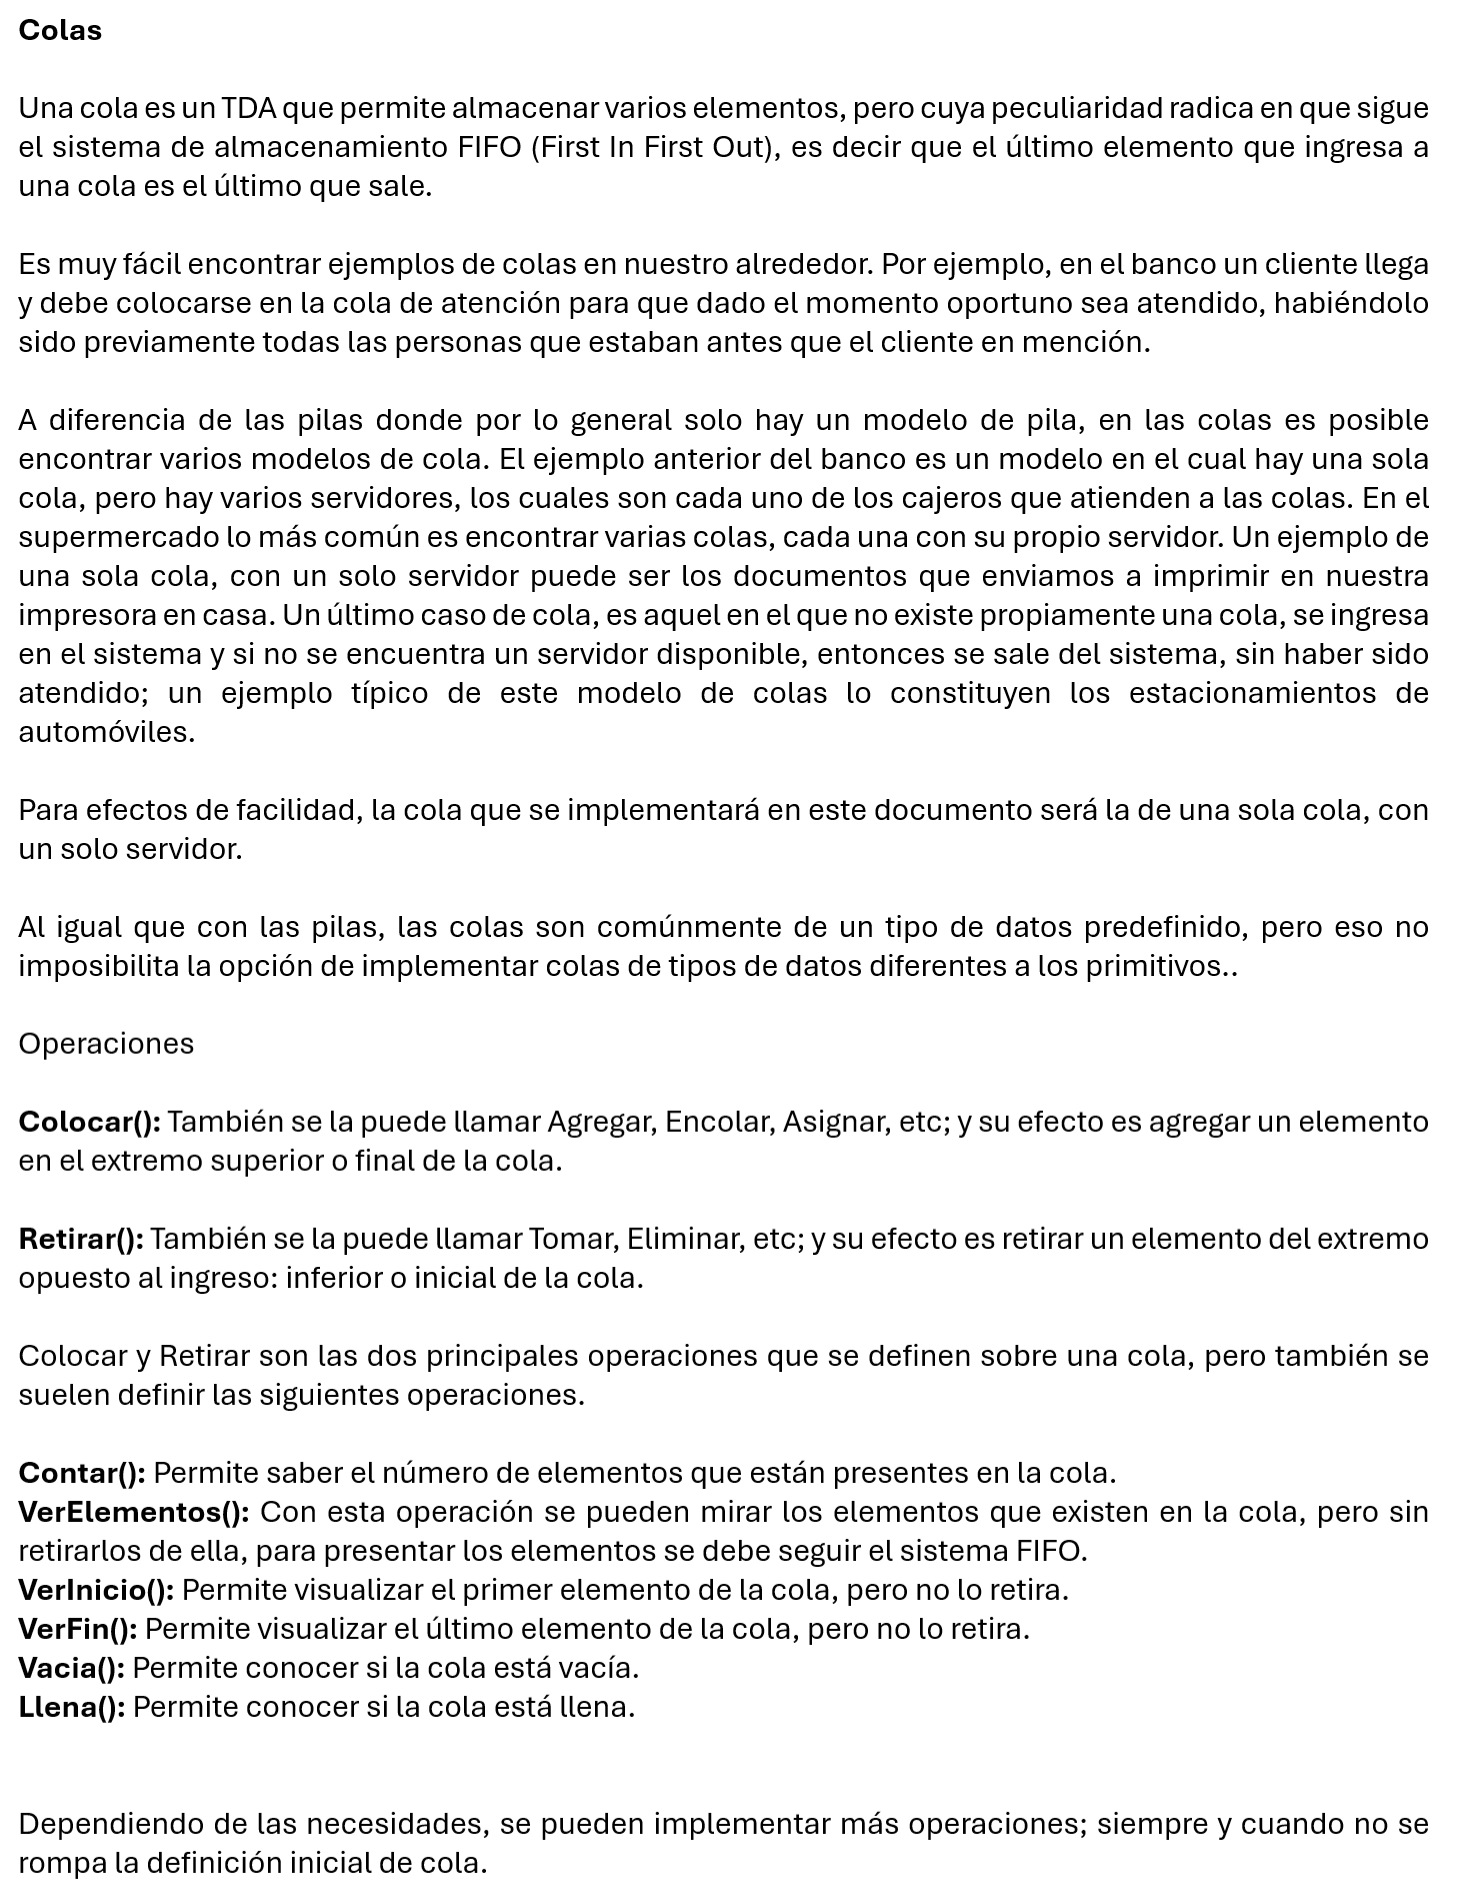 Colas
Una cola es un TDA que permite almacenar varios elementos, pero cuya peculiaridad radica en que sigue
el sistema de almacenamiento FIFO (First In First Out), es decir que el último elemento que ingresa a
una cola es el último que sale.
Es muy fácil encontrar ejemplos de colas en nuestro alrededor. Por ejemplo, en el banco un cliente llega
y debe colocarse en la cola de atención para que dado el momento oportuno sea atendido, habiéndolo
sido previamente todas las personas que estaban antes que el cliente en mención.
A diferencia de las pilas donde por lo general solo hay un modelo de pila, en las colas es posible
encontrar varios modelos de cola. El ejemplo anterior del banco es un modelo en el cual hay una sola
cola, pero hay varios servidores, los cuales son cada uno de los cajeros que atienden a las colas. En el
supermercado lo más común es encontrar varias colas, cada una con su propio servidor. Un ejemplo de
una sola cola, con un solo servidor puede ser los documentos que enviamos a imprimir en nuestra
impresora en casa. Un último caso de cola, es aquel en el que no existe propiamente una cola, se ingresa
en el sistema y si no se encuentra un servidor disponible, entonces se sale del sistema, sin haber sido
atendido; un ejemplo típico de este modelo de colas lo constituyen los estacionamientos de
automóviles.
Para efectos de facilidad, la cola que se implementará en este documento será la de una sola cola, con
un solo servidor.
Al igual que con las pilas, las colas son comúnmente de un tipo de datos predefinido, pero eso no
imposibilita la opción de implementar colas de tipos de datos diferentes a los primitivos..
Operaciones
Colocar(): También se la puede llamar Agregar, Encolar, Asignar, etc; y su efecto es agregar un elemento
en el extremo superior o final de la cola.
Retirar(): También se la puede llamar Tomar, Eliminar, etc; y su efecto es retirar un elemento del extremo
opuesto al ingreso: inferior o inicial de la cola.
Colocar y Retirar son las dos principales operaciones que se definen sobre una cola, pero también se
suelen definir las siguientes operaciones.
Contar(): Permite saber el número de elementos que están presentes en la cola.
VerElementos(): Con esta operación se pueden mirar los elementos que existen en la cola, pero sin
retirarlos de ella, para presentar los elementos se debe seguir el sistema FIFO.
VerInicio(): Permite visualizar el primer elemento de la cola, pero no lo retira.
VerFin(): Permite visualizar el último elemento de la cola, pero no lo retira.
Vacia(): Permite conocer si la cola está vacía.
Llena(): Permite conocer si la cola está llena.
Dependiendo de las necesidades, se pueden implementar más operaciones; siempre y cuando no se
rompa la definición inicial de cola.